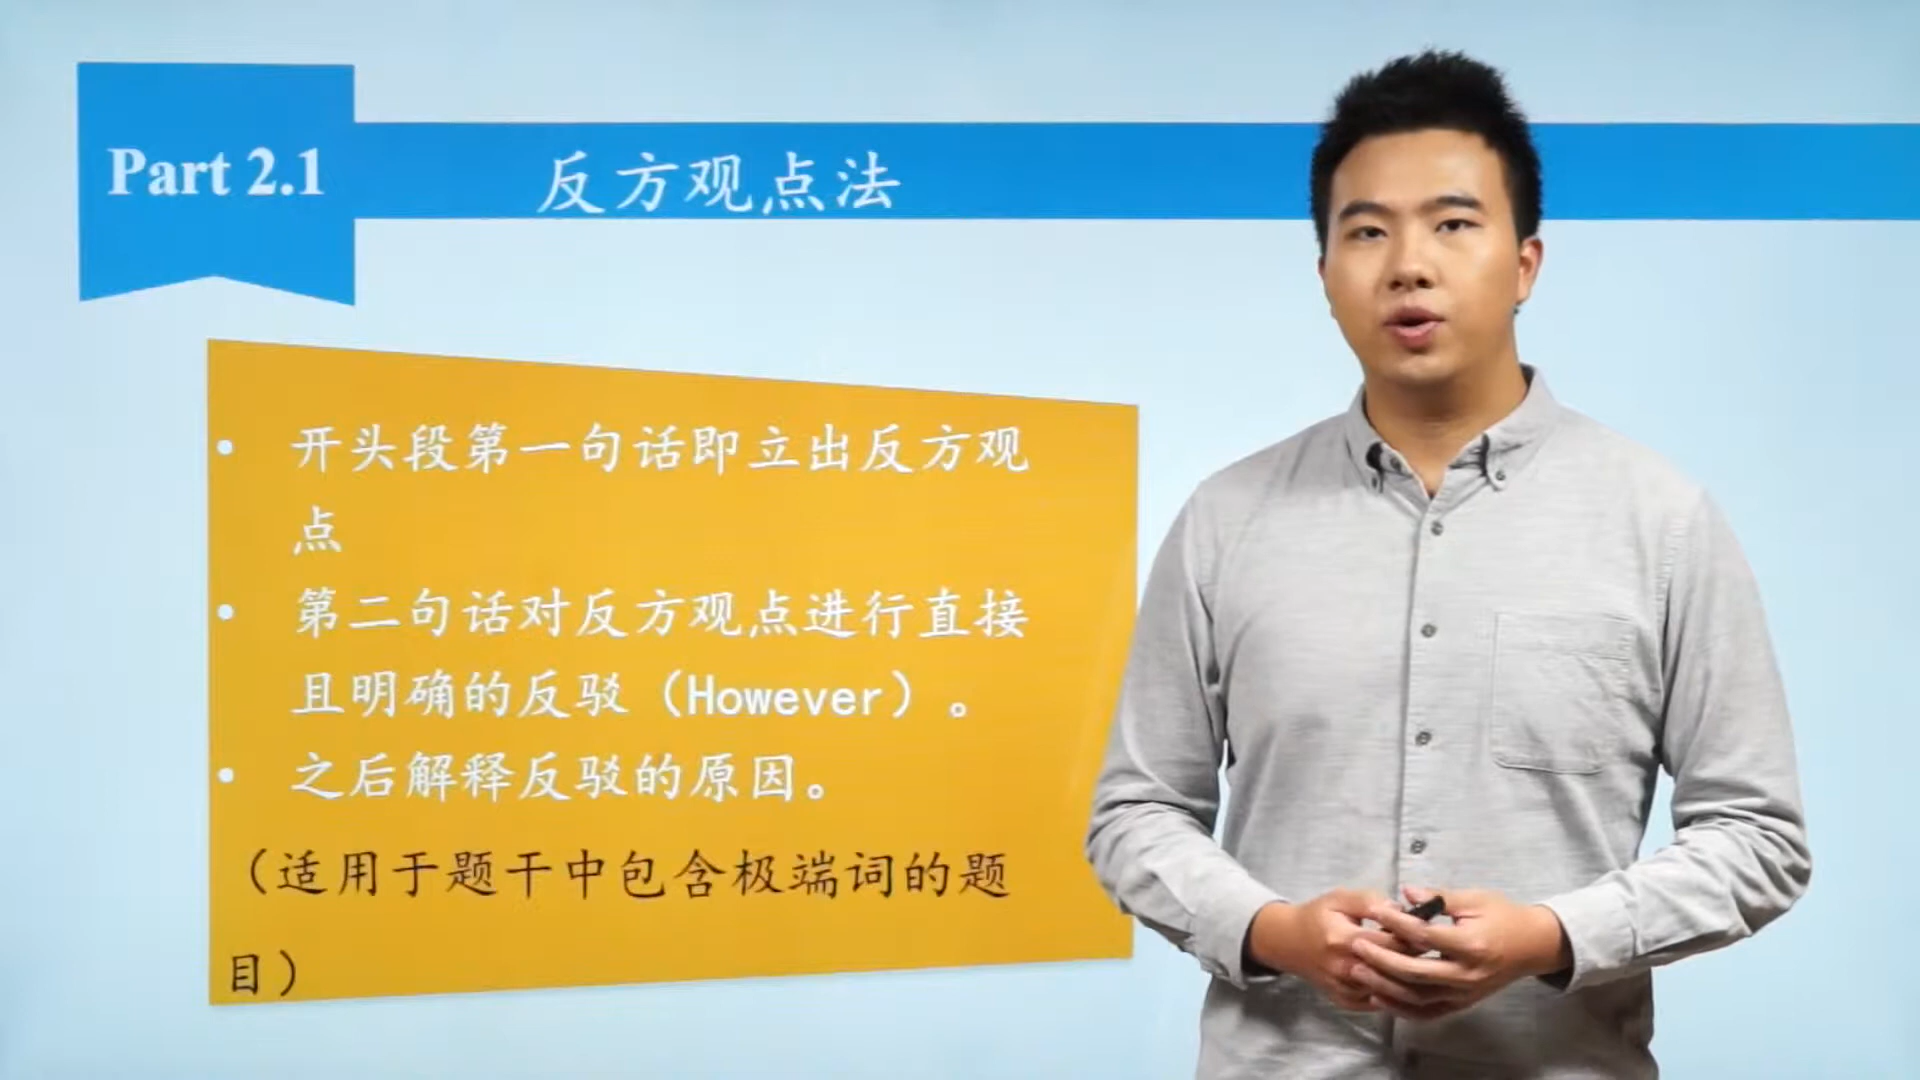 Part 2.1
反方观点法
• 开头段第一句话即立出反方观
点
• 第二句话对反方观点进行直接
且明确的反驳（However）。
• 之后解释反驳的原因。
（适用于题干中包含极端词的题
目）